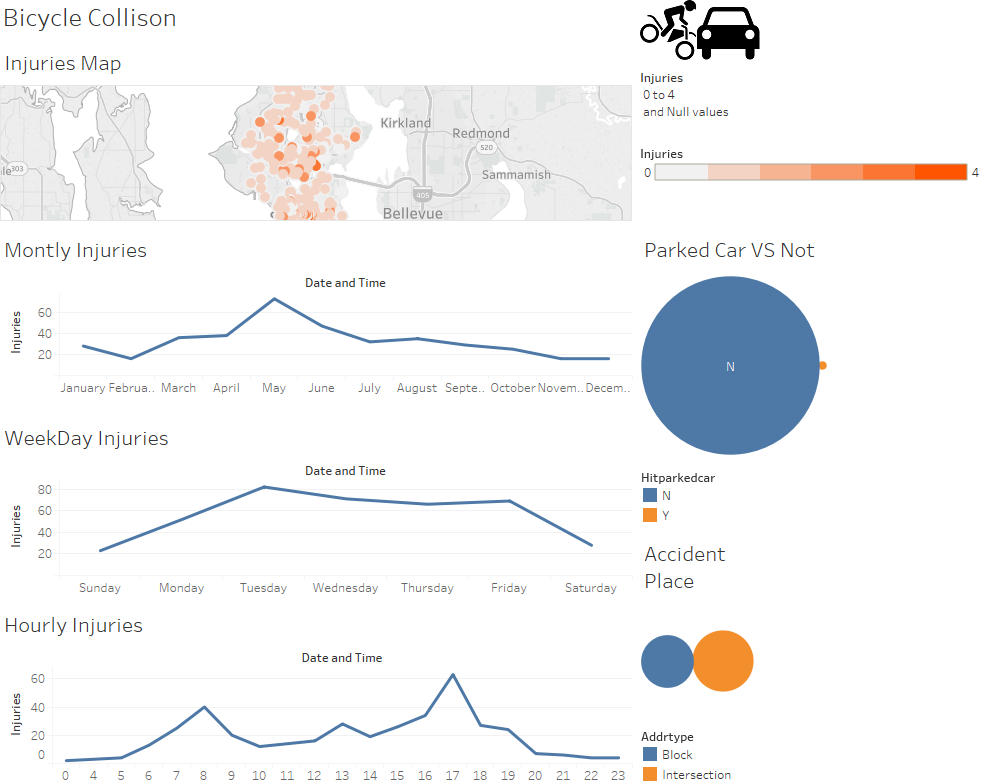 Bicycle Collison
Injuries Map
Kirkland
Redmond
520
303
Sammamish
405
Bellevue
Injuries
0 to 4
and Null values
Injuries
0
4
Montly Injuries
Date and Time
Injuries
60
40
20
January Februa.. March April May June July August Septe.. October Novem.. Decem..
WeekDay Injuries
Date and Time
Injuries
80
60
40
20
Sunday Monday Tuesday Wednesday Thursday Friday Saturday
Hourly Injuries
Date and Time
Injuries
60
40
20
0
0 4 5 6 7 8 9 10 11 12 13 14 15 16 17 18 19 20 21 22 23
Parked Car VS Not
N
Hitparkedcar
N
Y
Accident
Place
Addrtype
Block
Intersection